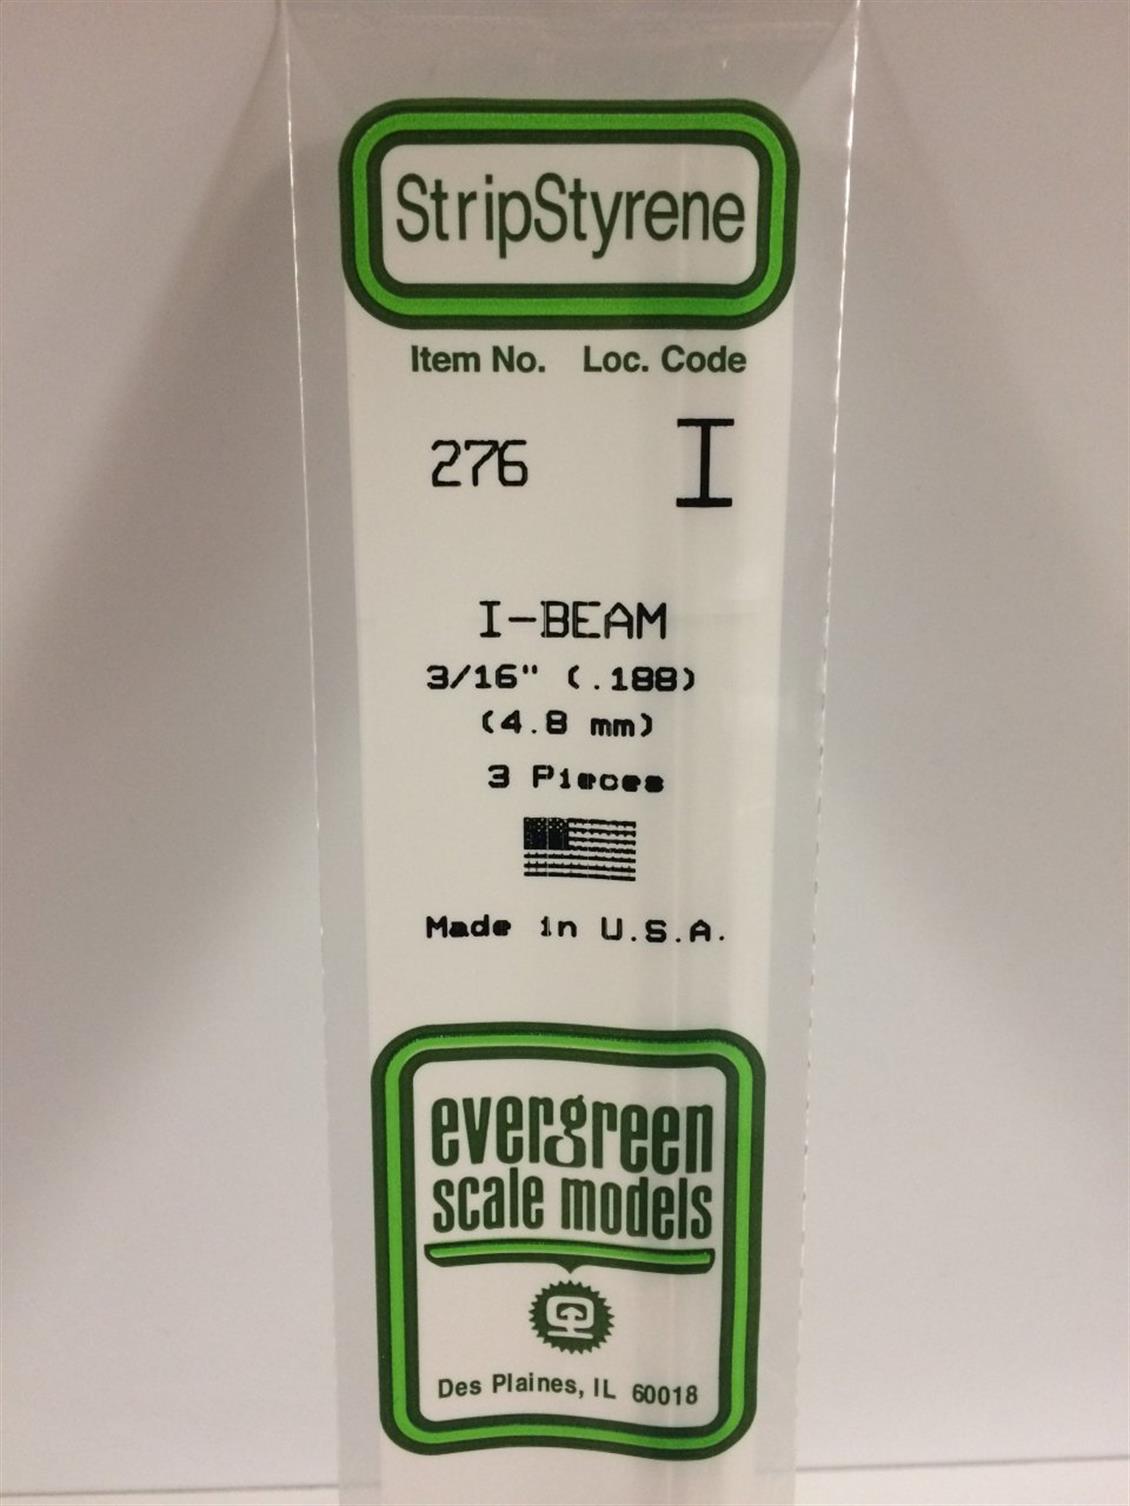 StripStyrene
Item No. Loc. Code
276 I
I-BEAM
3/16" (.188)
(4.8 mm)
3 Pieces
Made in U.S.A.
evergreen
scale models
Des Plaines, IL 60018